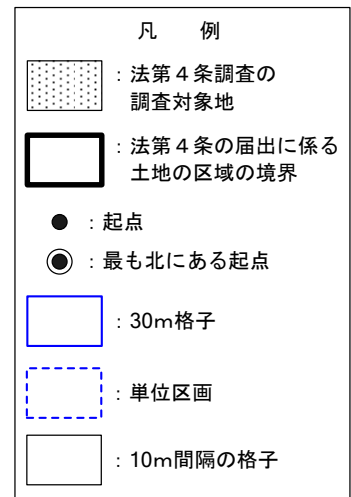 凡　例
：法第４条調査の
調査対象地
：法第４条の届出に係る
土地の区域の境界
：起点
：最も北にある起点
：30ｍ格子
：単位区画
：10ｍ間隔の格子